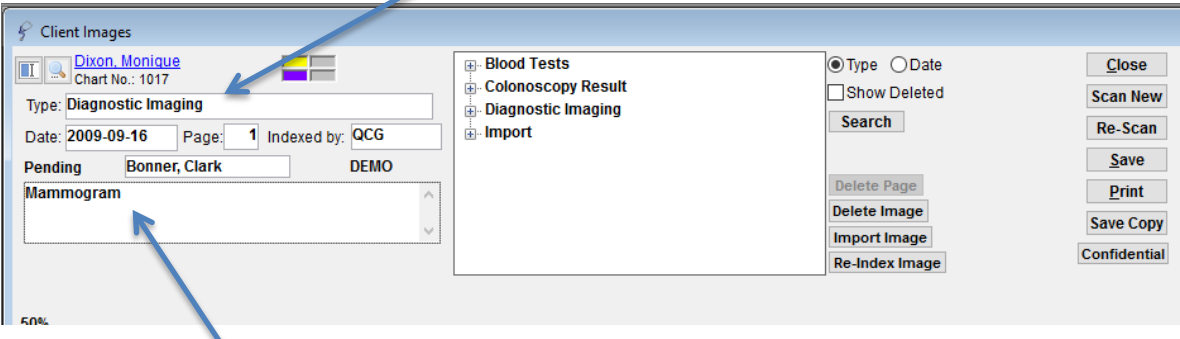 Client Images
Dixon, Monique
Chart No.: 1017
Type: Diagnostic Imaging
Date: 2009-09-16 Page: 1 Indexed by: QCG
Pending Bonner, Clark DEMO
Mammogram
50%
Blood Tests
Colonoscopy Result
Diagnostic Imaging
Import
Type Date
Show Deleted
Search
Delete Page
Delete Image
Import Image
Re-Index Image
Close
Scan New
Re-Scan
Save
Print
Save Copy
Confidential